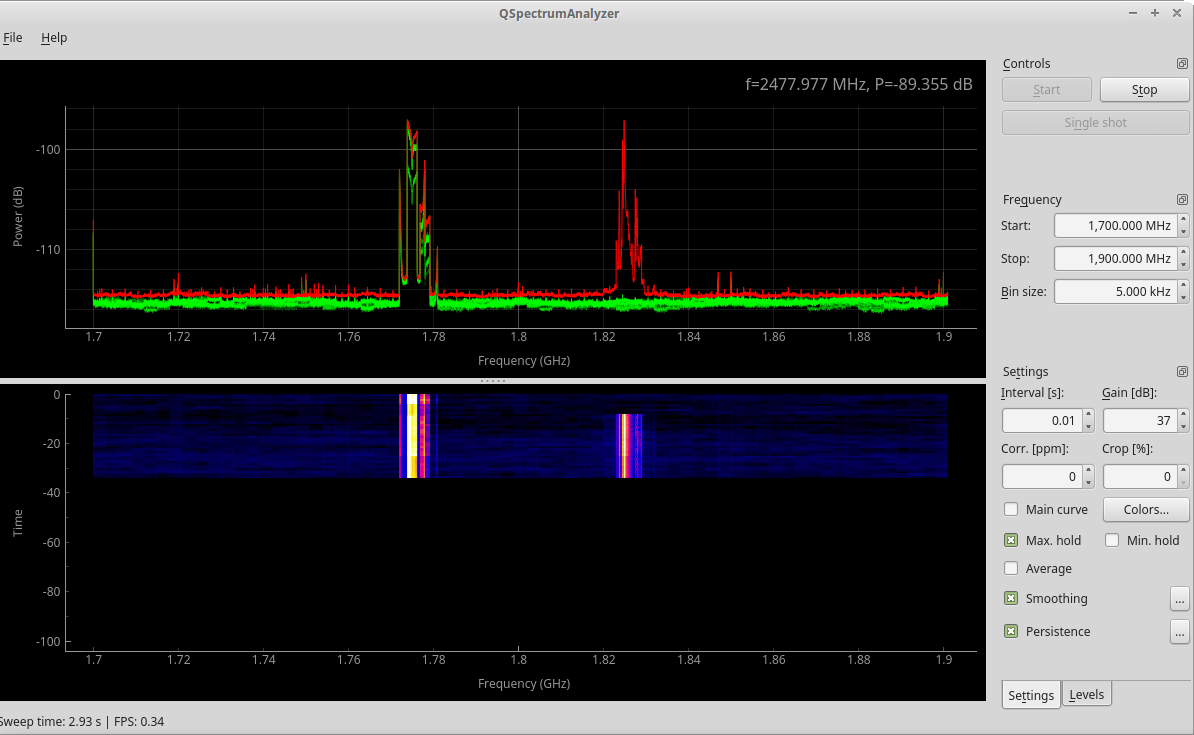 QSpectrumAnalyzer
File Help
f=2477.977 MHz, P=-89.355 dB
Controls
Start Stop
Single shot
-100
-110
Power (dB)
1.7 1.72 1.74 1.76 1.78 1.8 1.82 1.84 1.86 1.88 1.9
Frequency (GHz)
Frequency
Start: 1,700.000 MHz
Stop: 1,900.000 MHz
Bin size: 5.000 kHz
0
-20
-40
-60
-80
-100
Time
1.7 1.72 1.74 1.76 1.78 1.8 1.82 1.84 1.86 1.88 1.9
Frequency (GHz)
Settings
Interval [s]: Gain [dB]:
0.01 37
Corr. [ppm]: Crop [%]:
0 0
Main curve Colors...
Max. hold Min. hold
Average
Smoothing ...
Persistence ...
Settings Levels
Sweep time: 2.93 s | FPS: 0.34